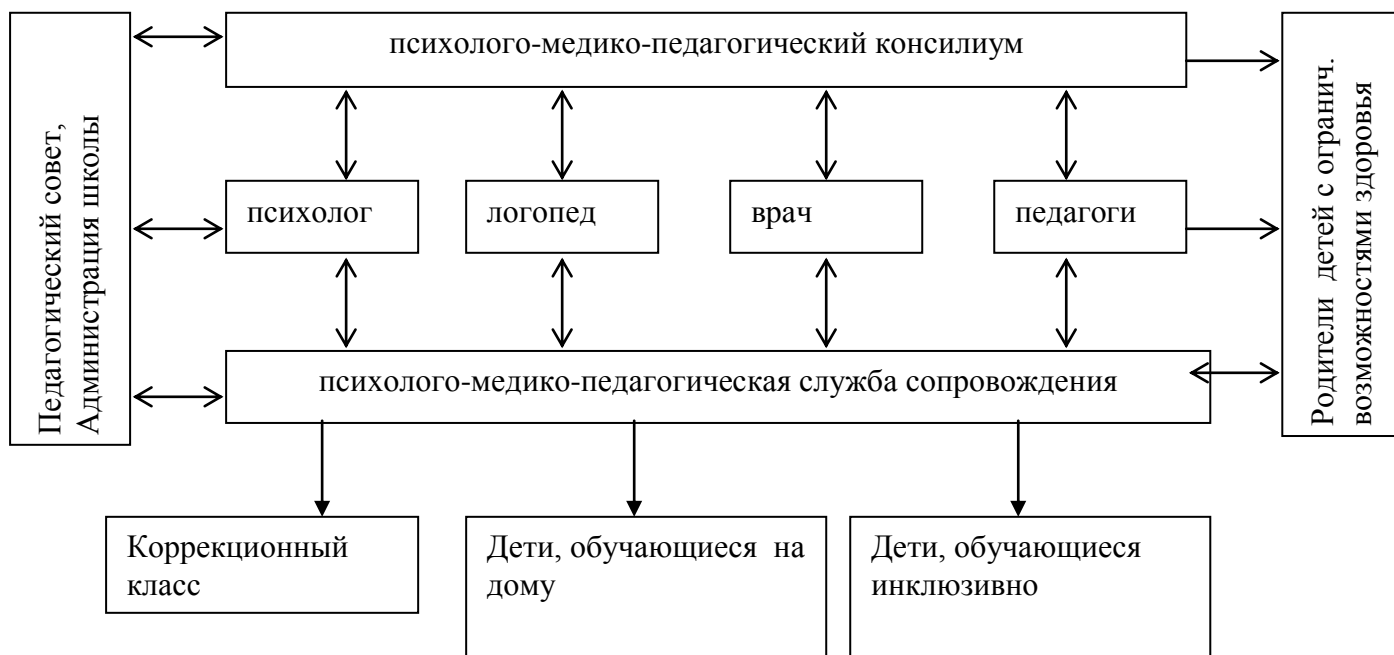 психолого-медико-педагогический консилиум
Педагогический совет,
Администрация школы
Родители детей с огранич.
возможностями здоровья
психолог
логопед
врач
педагоги
психолого-медико-педагогическая служба сопровождения
Коррекционный
класс
Дети, обучающиеся на
дому
Дети, обучающиеся
инклюзивно